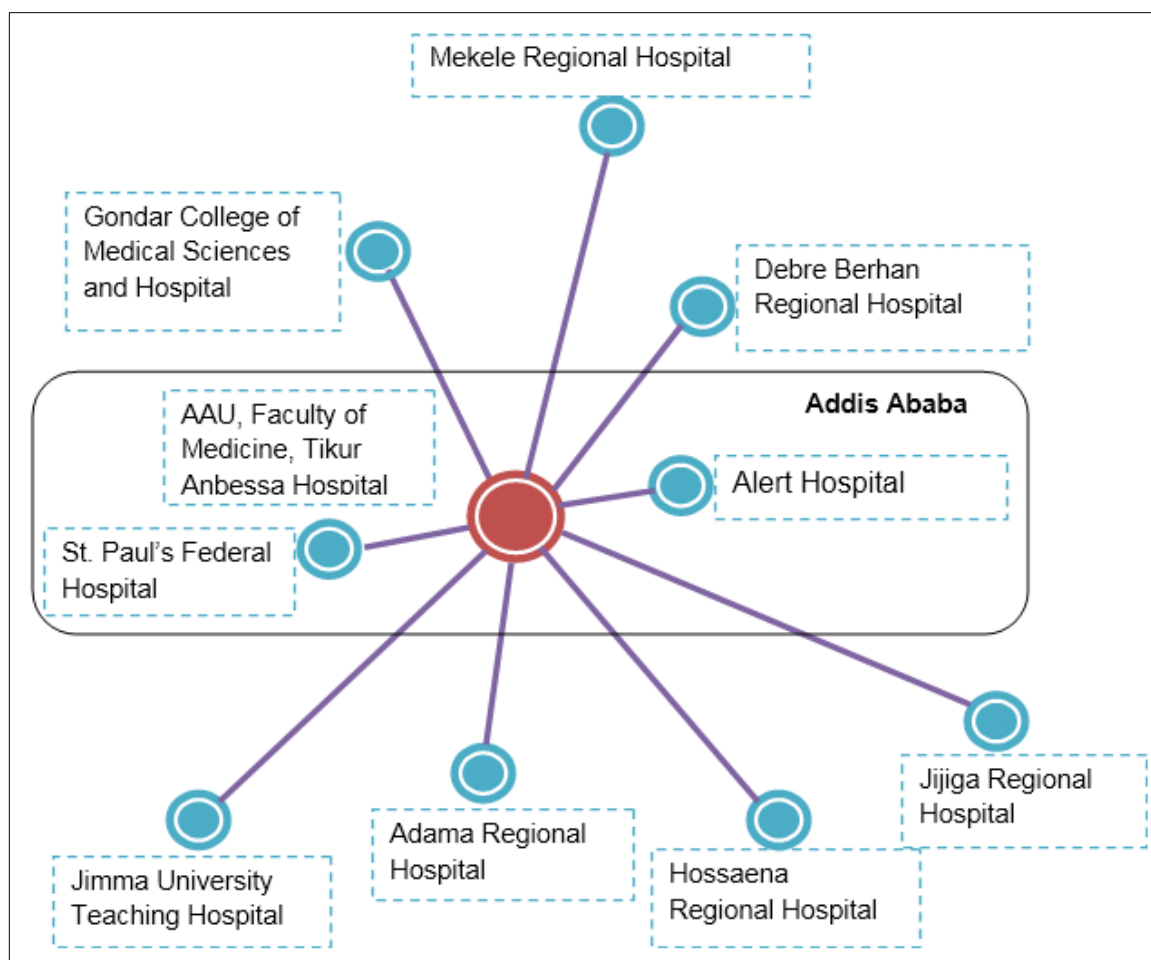 Mekele Regional Hospital
Gondar College of
Medical Sciences
and Hospital
Debre Berhan
Regional Hospital
Addis Ababa
AAU, Faculty of
Medicine, Tikur
Anbessa Hospital
Alert Hospital
St. Paul’s Federal
Hospital
Jijiga Regional
Hospital
Adama Regional
Hospital
Hossaena
Regional Hospital
Jimma University
Teaching Hospital